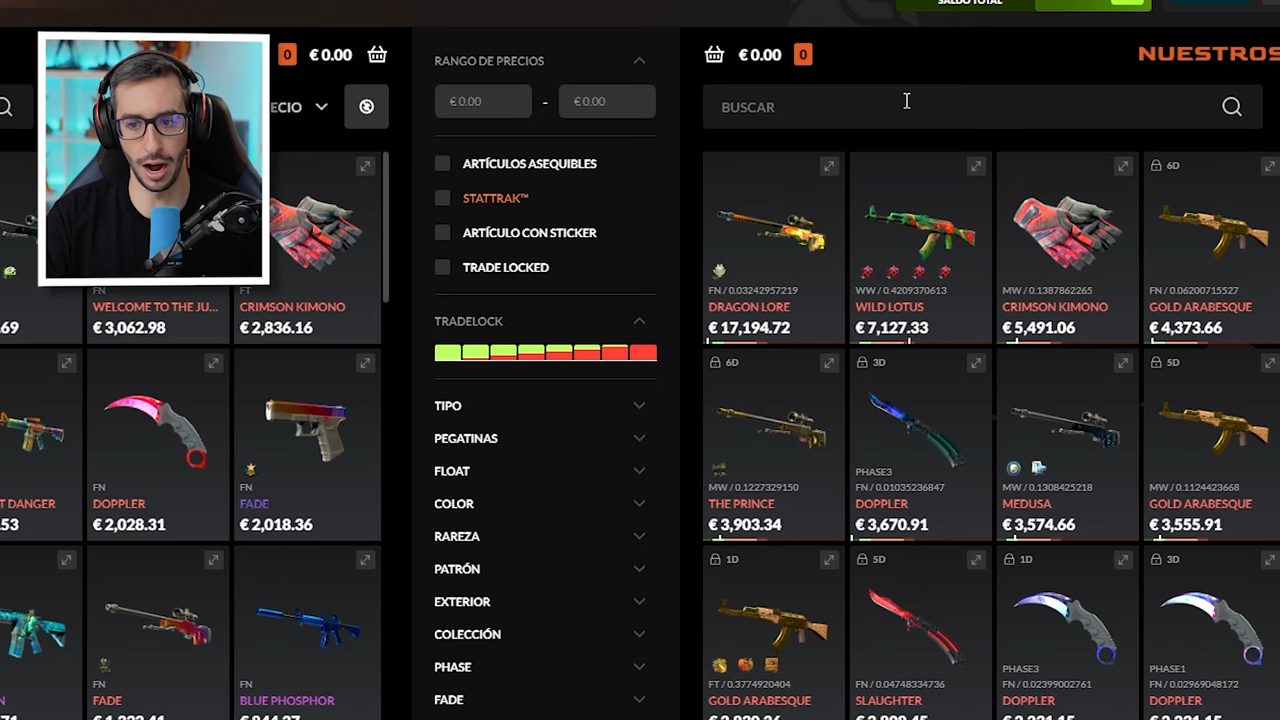 SALDO TOTAL
0 € 0.00
ECIO
.69
FN
WELCOME TO THE JU...
€ 3,062.98
FT
CRIMSON KIMONO
€ 2,836.16
T DANGER
.53
FN
DOPPLER
€ 2,028.31
FN
FADE
€ 2,018.36
FN
FADE
FN
BLUE PHOSPHOR
RANGO DE PRECIOS
€ 0.00 - € 0.00
ARTÍCULOS ASEQUIBLES
STATTRAK™
ARTÍCULO CON STICKER
TRADE LOCKED
TRADELOCK
TIPO
PEGATINAS
FLOAT
COLOR
RAREZA
PATRÓN
EXTERIOR
COLECCIÓN
PHASE
FADE
€ 0.00 0
NUESTROS
BUSCAR
FN / 0.03242957219
DRAGON LORE
€ 17,194.72
WW / 0.4209370613
WILD LOTUS
€ 7,127.33
MW / 0.1387862265
CRIMSON KIMONO
€ 5,491.06
6D
FN / 0.06200715527
GOLD ARABESQUE
€ 4,373.66
6D
MW / 0.1227329150
THE PRINCE
€ 3,903.34
3D
PHASE3
FN / 0.01035236847
DOPPLER
€ 3,670.91
MW / 0.1308425218
MEDUSA
€ 3,574.66
5D
MW / 0.1124423668
GOLD ARABESQUE
€ 3,555.91
1D
FT / 0.3774920404
GOLD ARABESQUE
5D
FN / 0.04748334736
SLAUGHTER
1D
PHASE3
FN / 0.02399002761
DOPPLER
3D
PHASE1
FN / 0.02969048172
DOPPLER